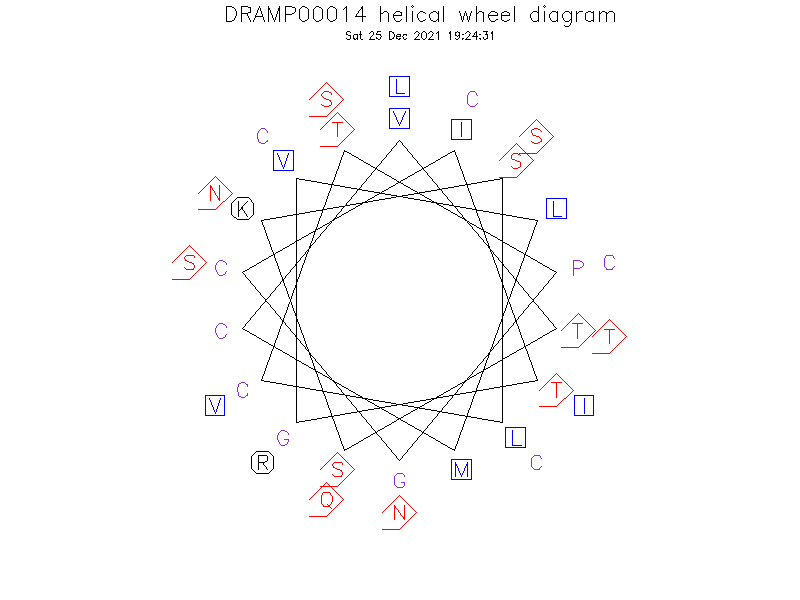 DRAMP00014 helical wheel diagram
Sat 25 Dec 2021 19:24:31
L
S C
V
T I
C S
V S
N K L
S C P C
C T T
V C T I
G L
R S M C
Q G
N